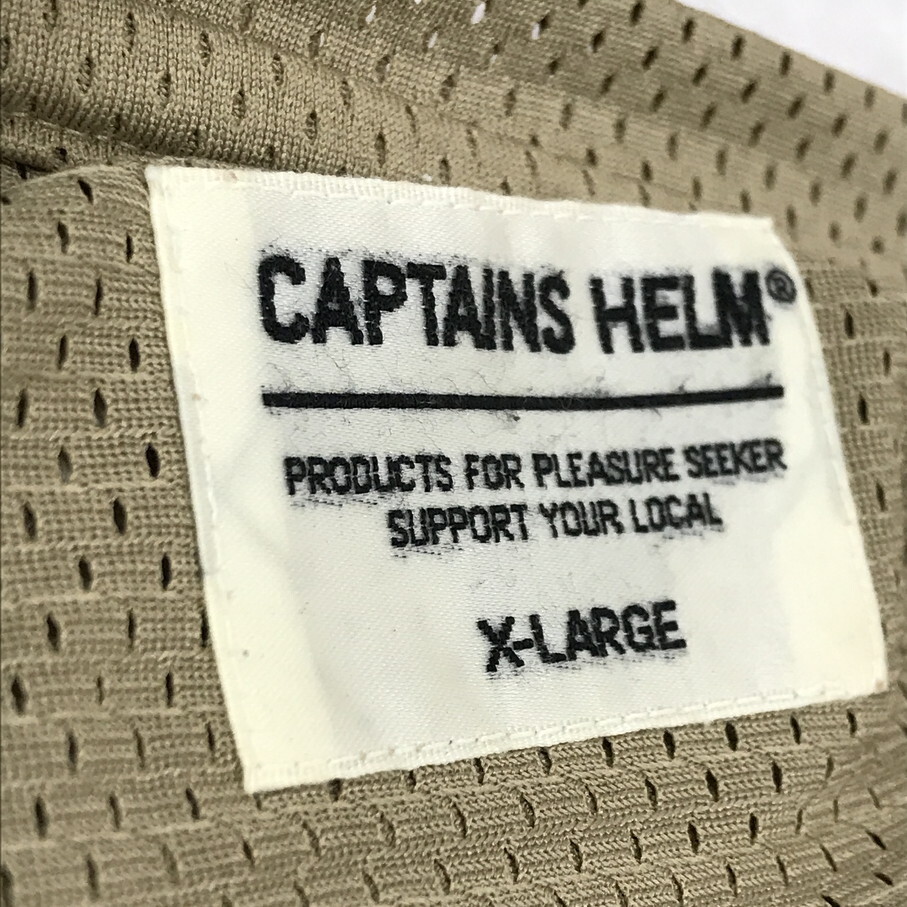 CAPTAINS HELM®
PRODUCTS FOR PLEASURE SEEKER
SUPPORT YOUR LOCAL
X-LARGE